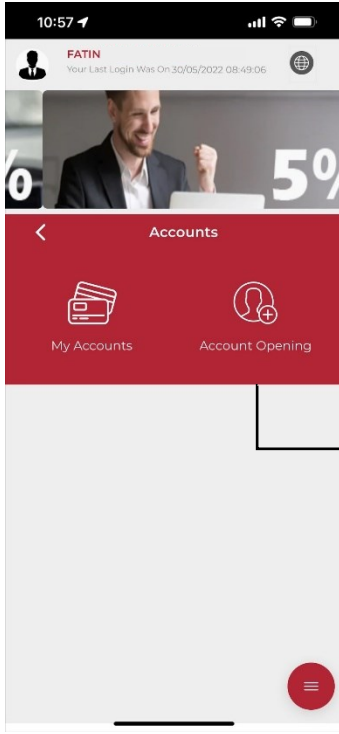 10:57
FATIN
Your Last Login Was On 30/05/2022 08:49:06
%
5%
Accounts
My Accounts
Account Opening